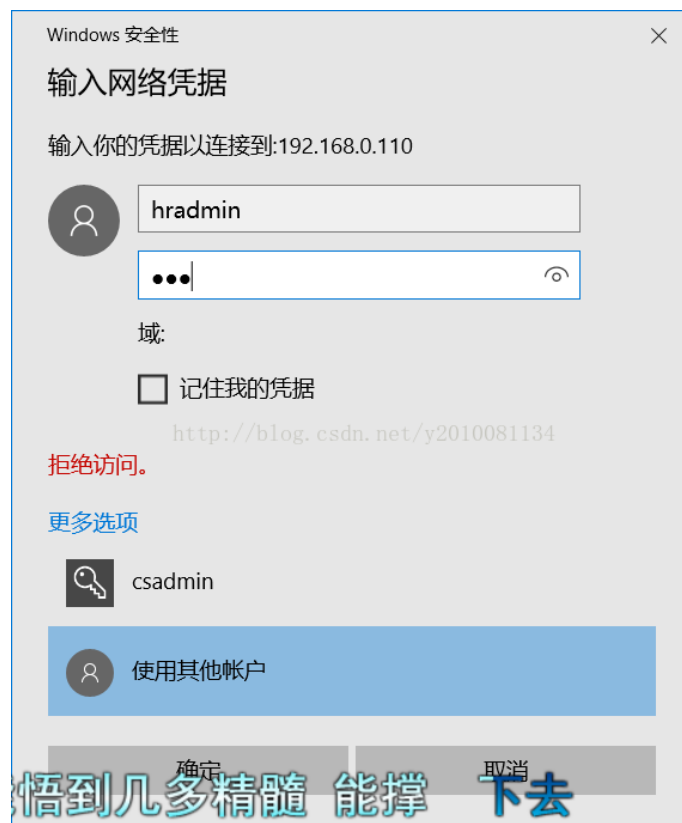 Windows 安全性
输入网络凭据
输入你的凭据以连接到:192.168.0.110
hradmin
域:
记住我的凭据
http://blog.csdn.net/y2010081134
拒绝访问。
更多选项
csadmin
使用其他帐户
确定
取消
悟到几多精髓 能撑 下去